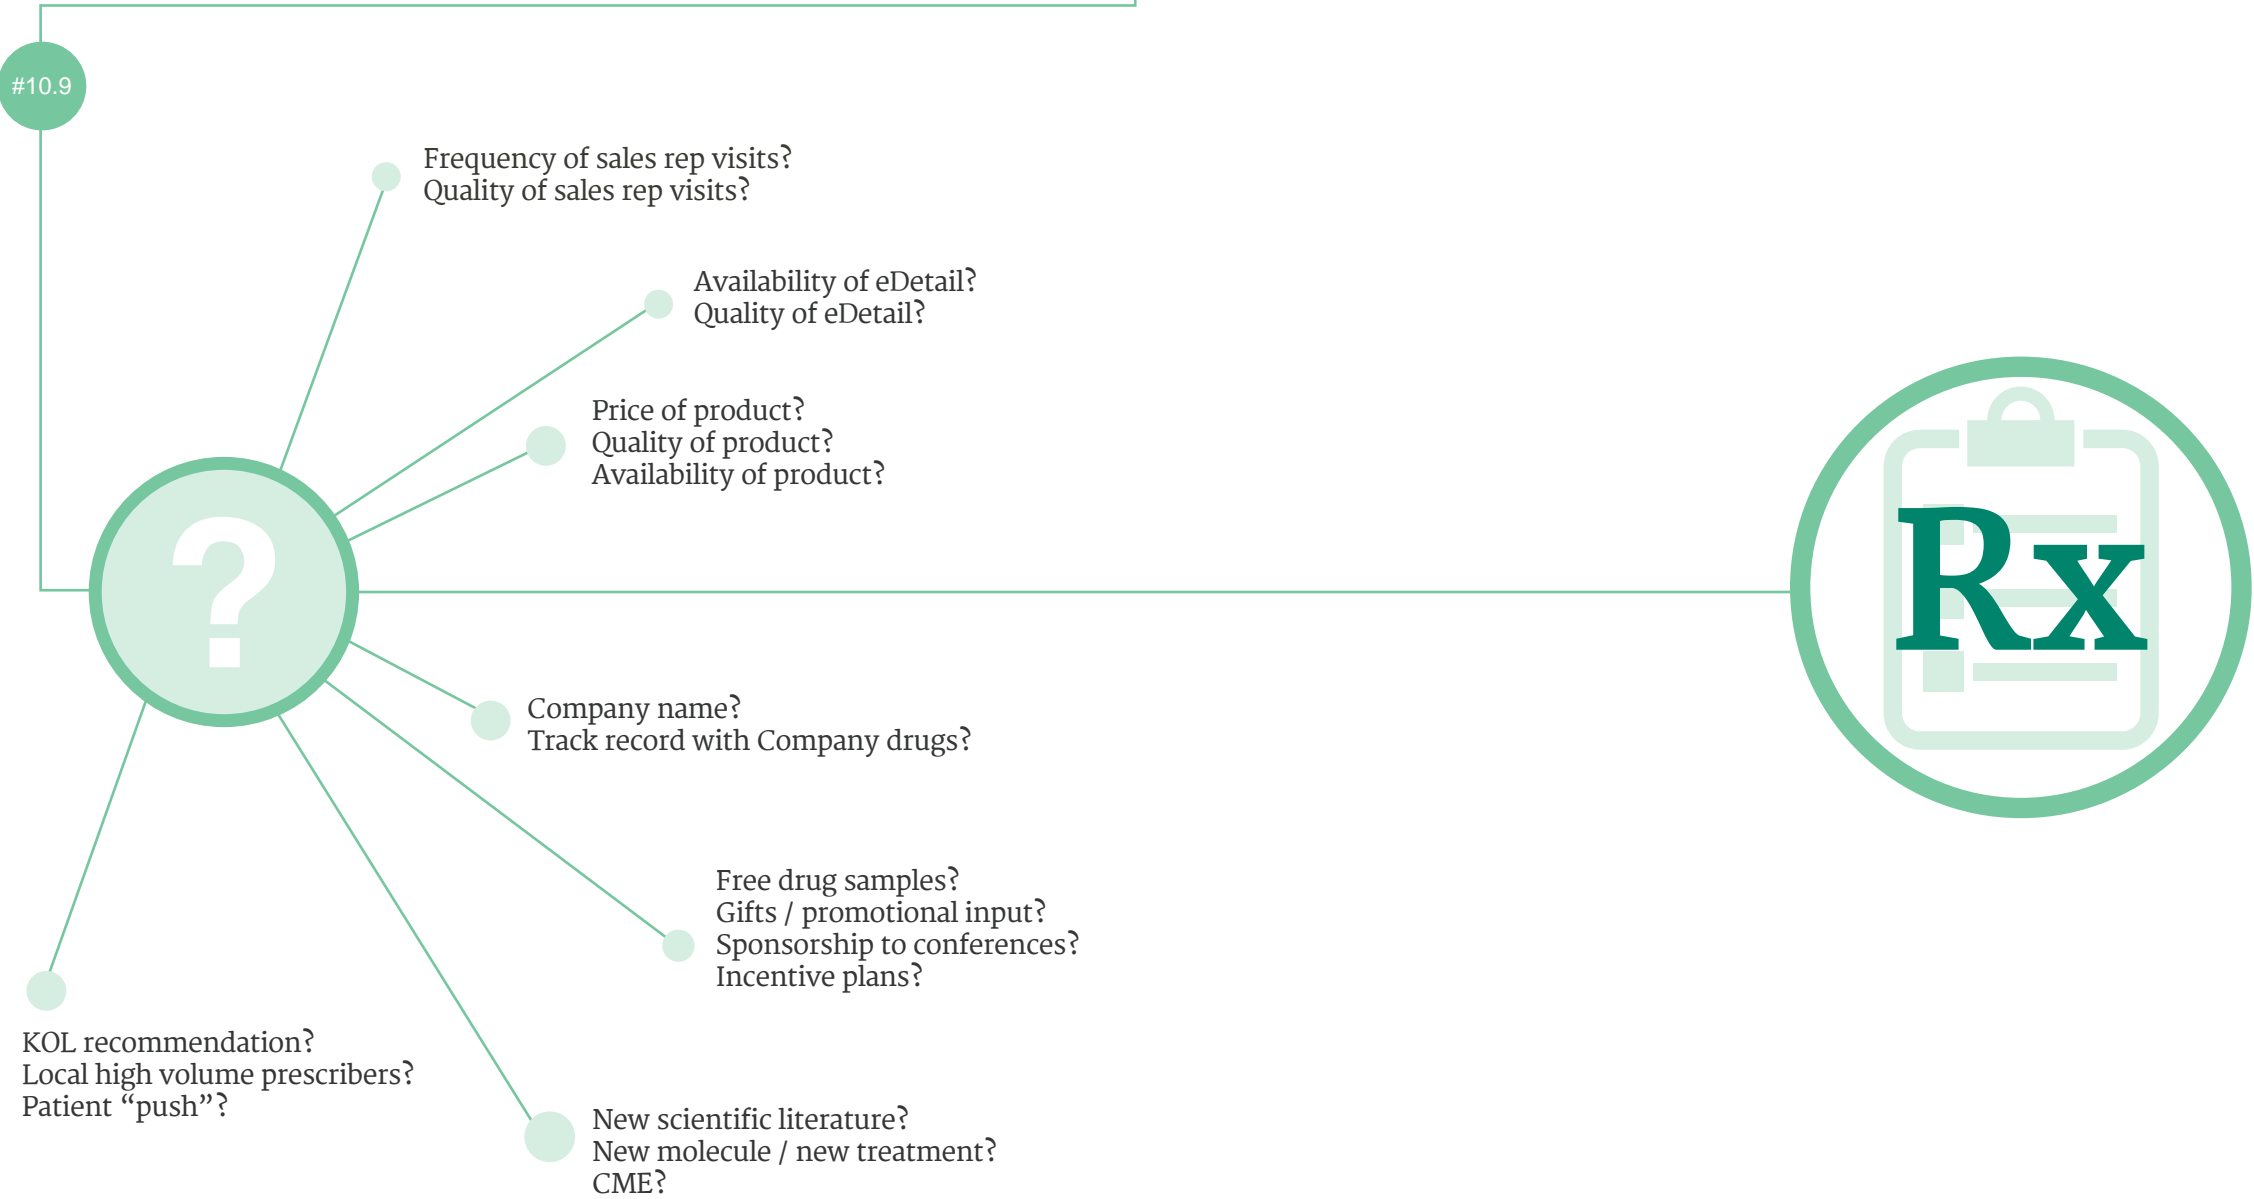 #10.9
Frequency of sales rep visits?
Quality of sales rep visits?
Availability of eDetail?
Quality of eDetail?
Price of product?
Quality of product?
Availability of product?
?
Rx
Company name?
Track record with Company drugs?
Free drug samples?
Gifts / promotional input?
Sponsorship to conferences?
Incentive plans?
KOL recommendation?
Local high volume prescribers?
Patient “push”?
New scientific literature?
New molecule / new treatment?
CME?